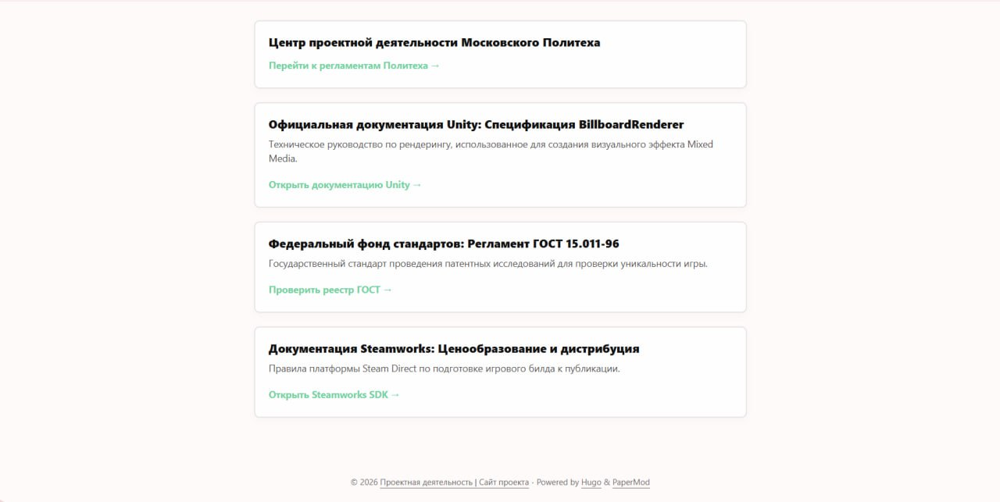 Центр проектной деятельности Московского Политеха
Перейти к регламентам Политеха →
Официальная документация Unity: Спецификация BillboardRenderer
Техническое руководство по рендерингу, использованное для создания визуального эффекта Mixed
Media.
Открыть документацию Unity →
Федеральный фонд стандартов: Регламент ГОСТ 15.011-96
Государственный стандарт проведения патентных исследований для проверки уникальности игры.
Проверить реестр ГОСТ →
Документация Steamworks: Ценообразование и дистрибуция
Правила платформы Steam Direct по подготовке игрового билда к публикации.
Открыть Steamworks SDK →
© 2026 Проектная деятельность | Сайт проекта · Powered by Hugo & PaperMod